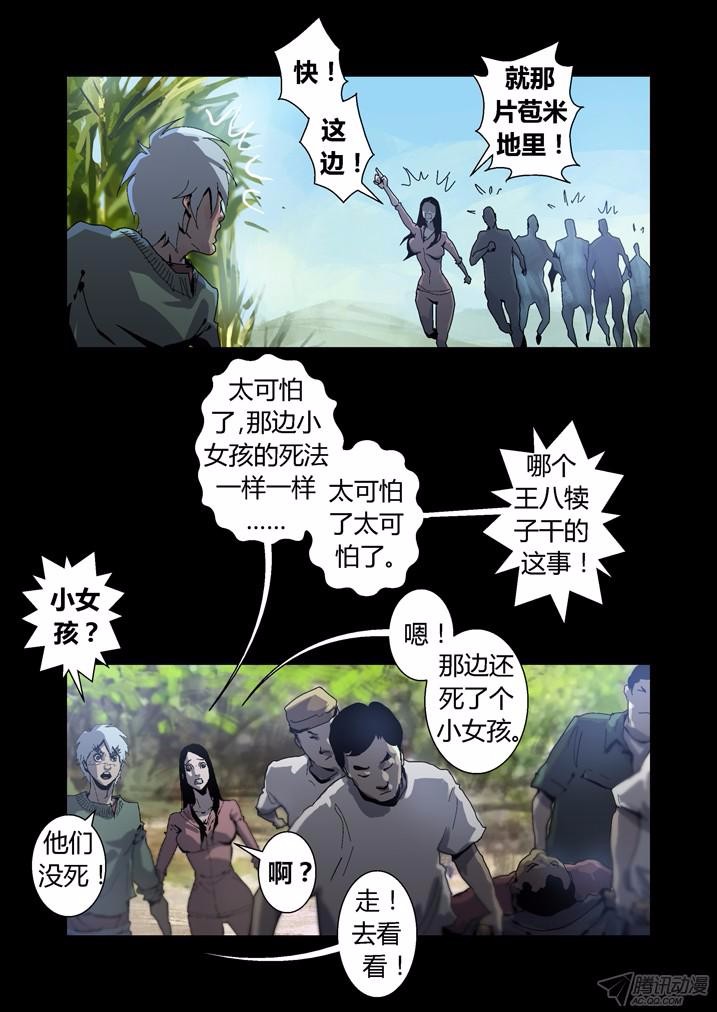 快！
这
边！
就那
片苞米
地里！
太可怕
了，那边小
女孩的死法
一样一样
……
太可怕
了太可
怕了。
哪个
王八犊
子干的
这事！
小女
孩？
嗯！
那边还
死了个
小女孩。
他们
没死！
啊？
走！
去看
看！
腾讯动漫